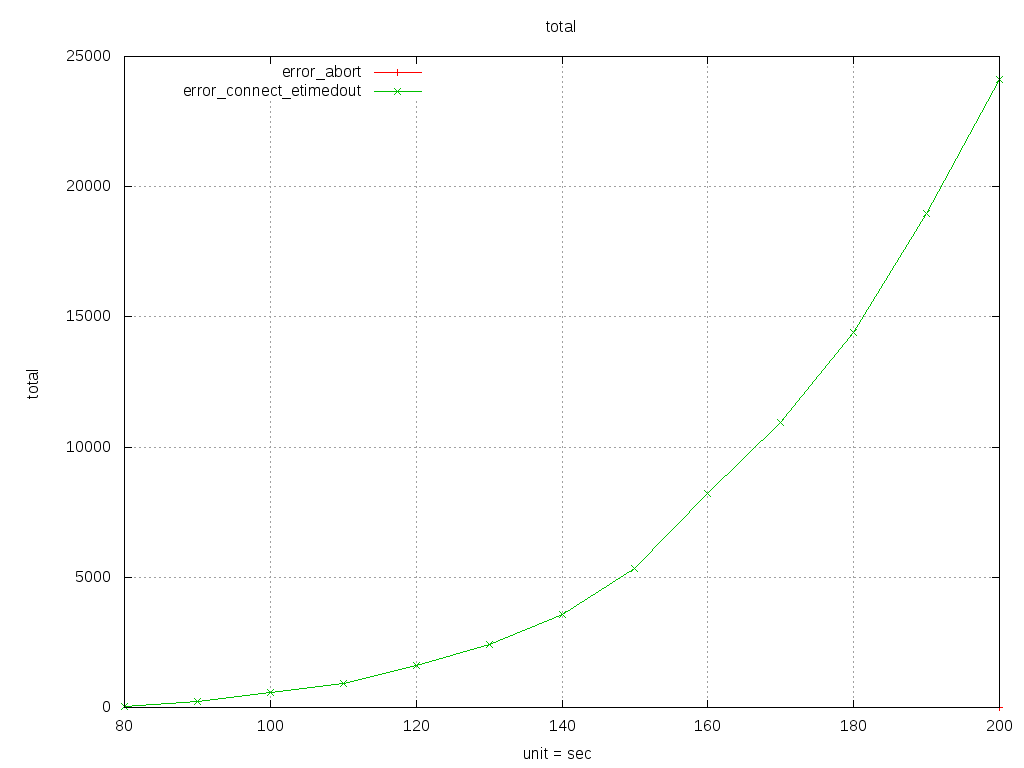 total
25000
20000
15000
10000
5000
0
total
error_abort
error_connect_etimedout
80 100 120 140 160 180 200
unit = sec